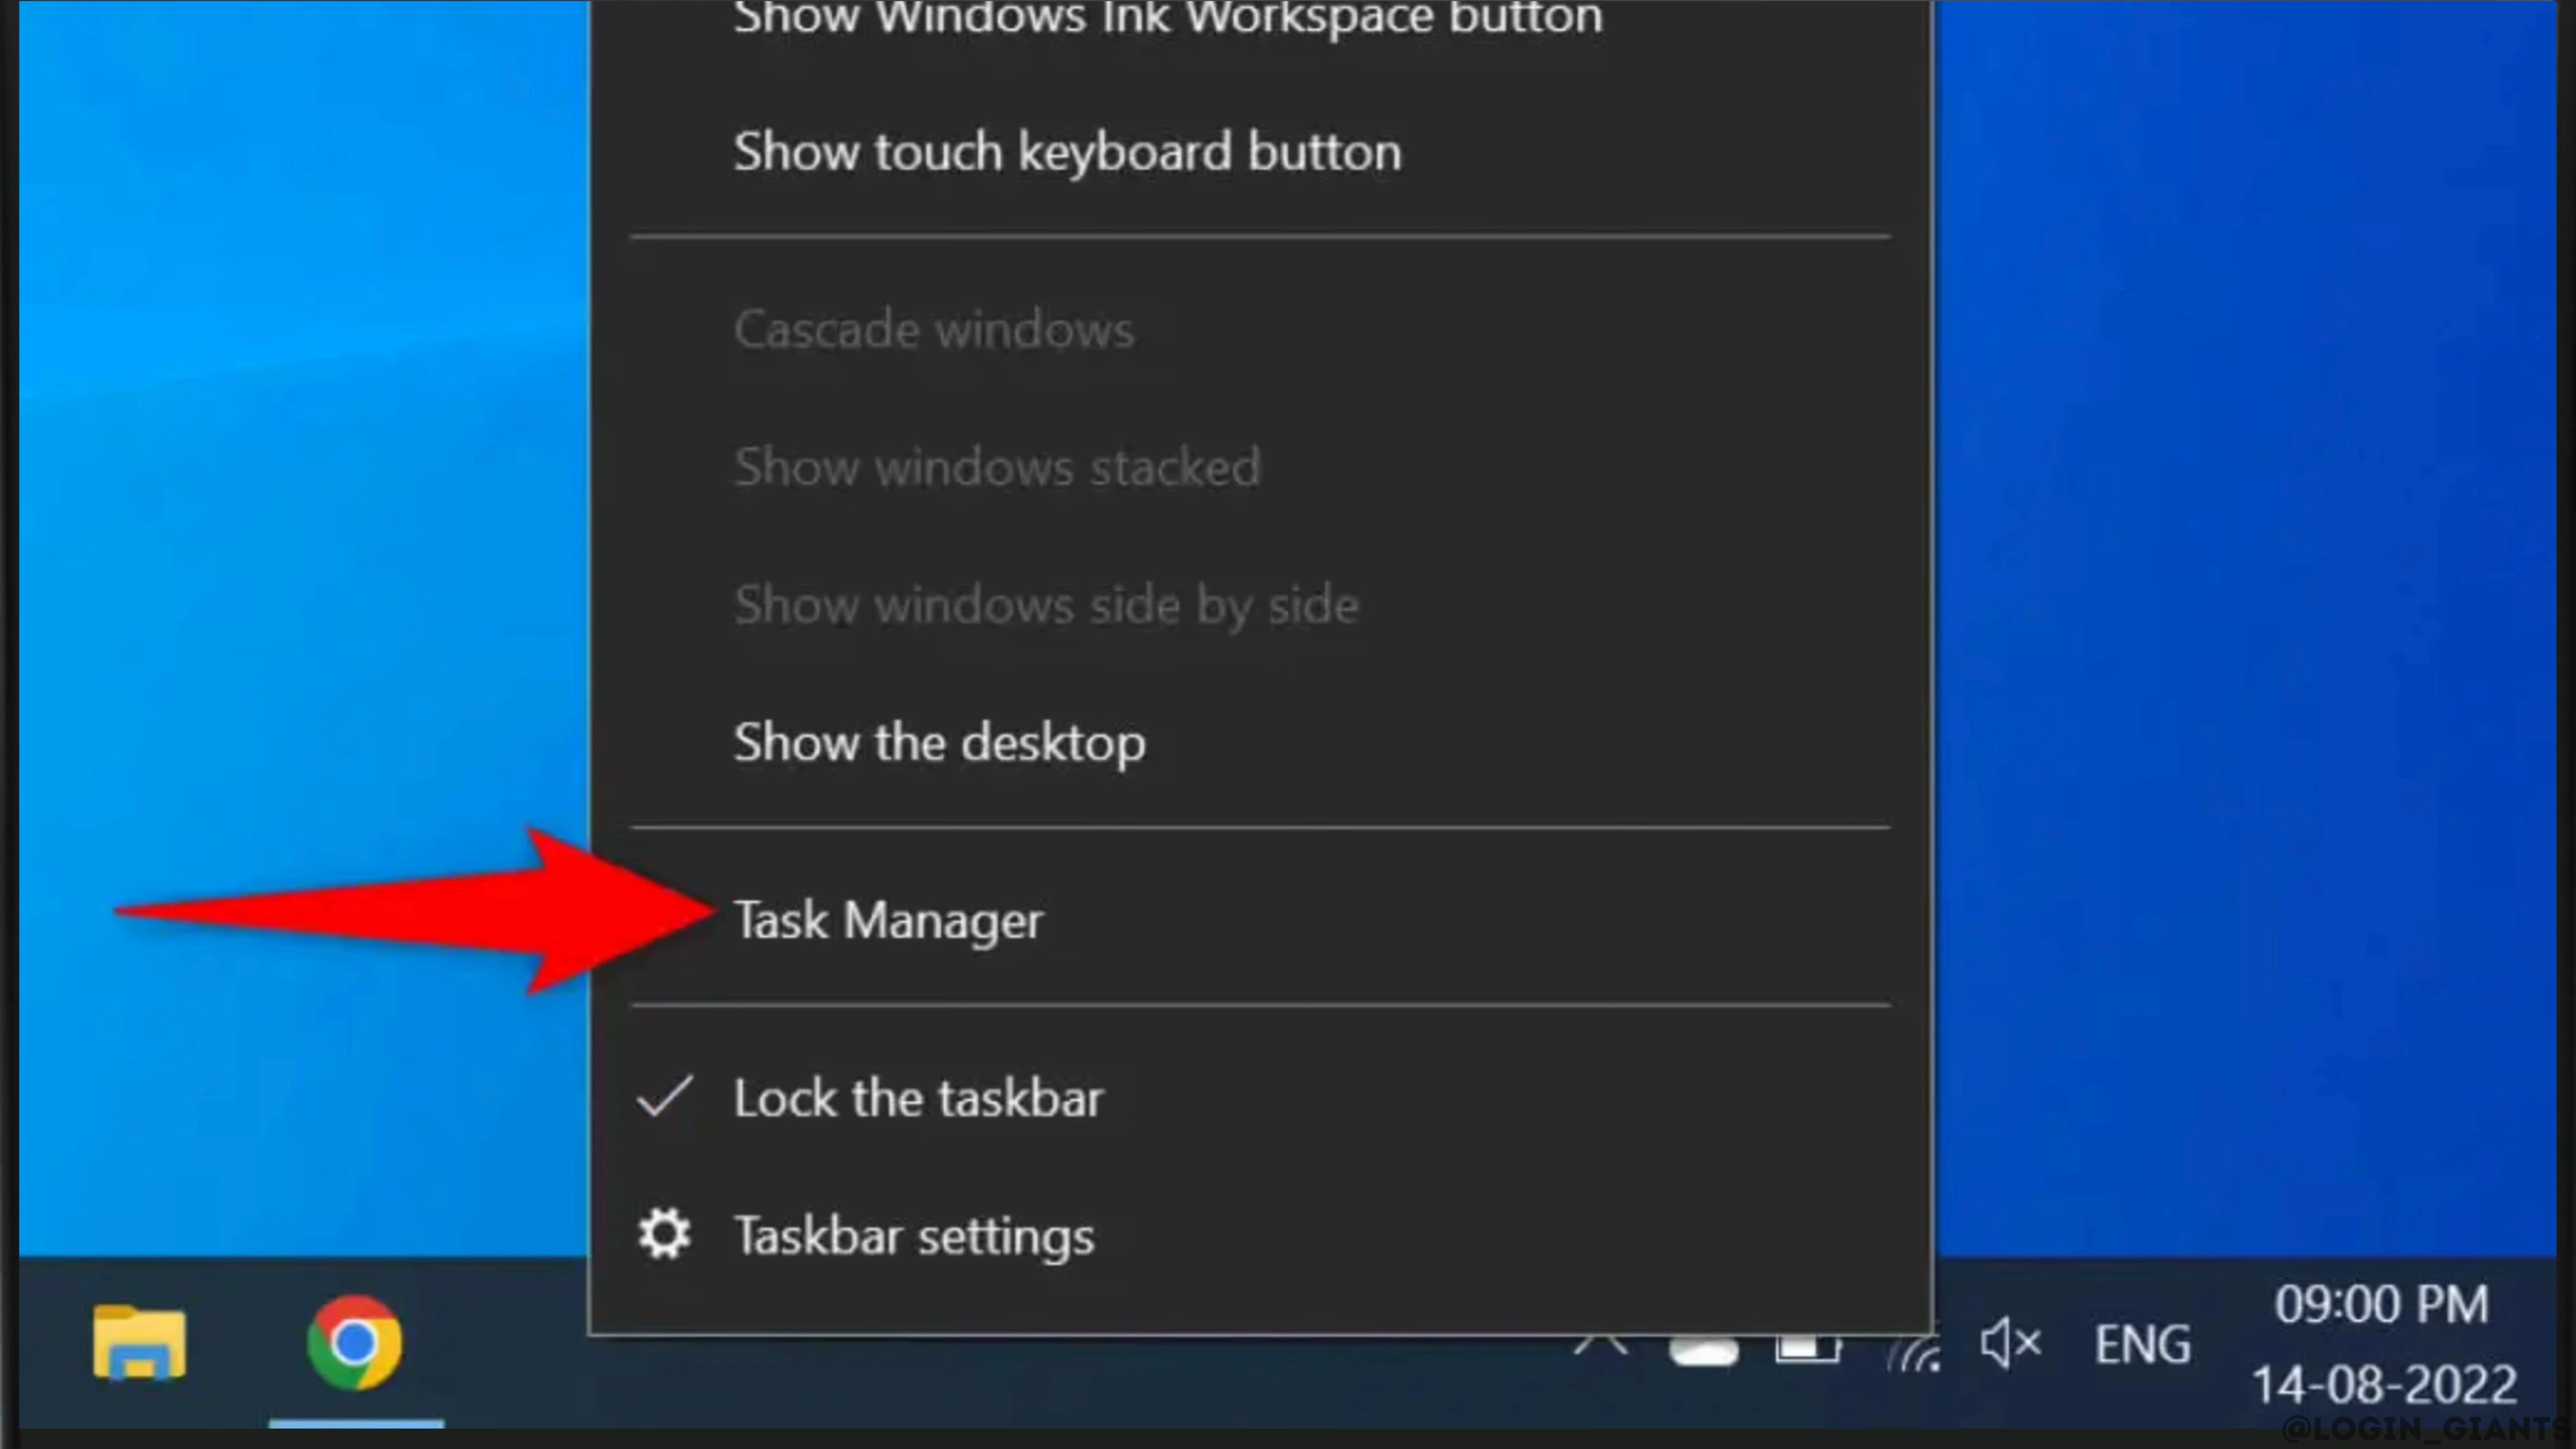 Show Windows Ink Workspace button
Show touch keyboard button
Cascade windows
Show windows stacked
Show windows side by side
Show the desktop
Task Manager
Lock the taskbar
Taskbar settings
ENG
09:00 PM
14-08-2022
@LOGIN_GIANTS